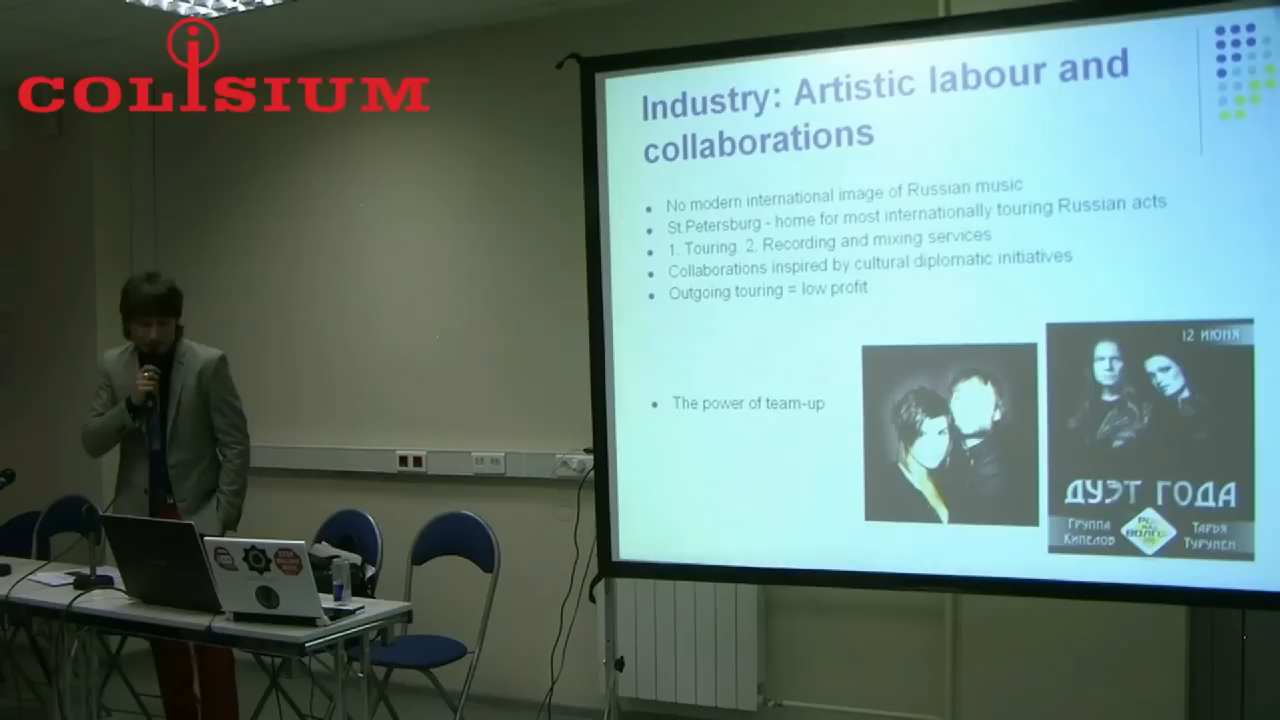 COLISIUM
Industry: Artistic labour and
collaborations
No modern international image of Russian music
St.Petersburg - home for most internationally touring Russian acts
1. Touring. 2. Recording and mixing services
Collaborations inspired by cultural diplomatic initiatives
Outgoing touring = low profit
The power of team-up
12 ИЮНЯ
ДУЭТ ГОДА
ГРУППА
КИПЕЛОВ
ТАРЬЯ
ТУРУНЕН